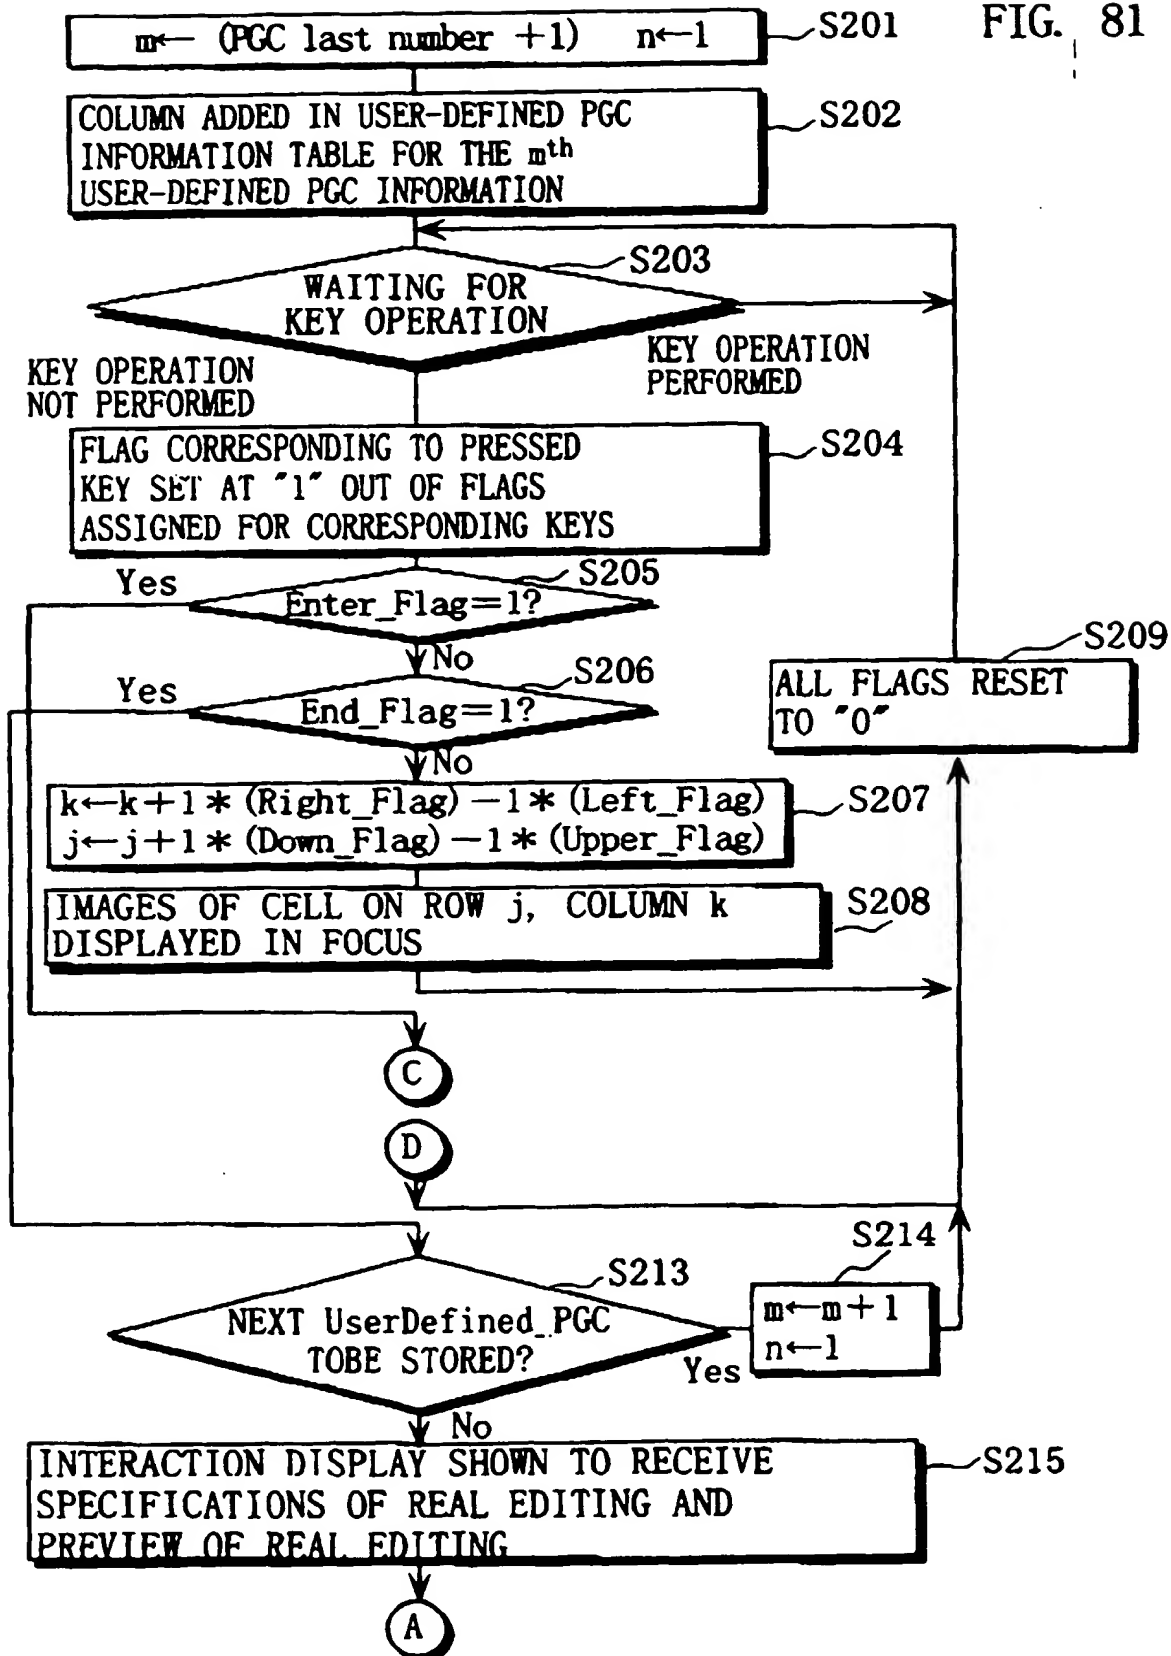 FIG. 81
m← (PGC last number +1) n←1
S201
COLUMN ADDED IN USER-DEFINED PGC
INFORMATION TABLE FOR THE mth
USER-DEFINED PGC INFORMATION
S202
S203
WAITING FOR
KEY OPERATION
KEY OPERATION
NOT PERFORMED
KEY OPERATION
PERFORMED
FLAG CORRESPONDING TO PRESSED
KEY SET AT "1" OUT OF FLAGS
ASSIGNED FOR CORRESPONDING KEYS
S204
Yes
S205
Enter_Flag=1?
No
Yes
S206
End_Flag=1?
No
S209
ALL FLAGS RESET
TO "0"
k←k+1*(Right_Flag)-1*(Left_Flag)
j←j+1*(Down_Flag)-1*(Upper_Flag)
S207
IMAGES OF CELL ON ROW j, COLUMN k
DISPLAYED IN FOCUS
S208
C
D
S213
NEXT UserDefined_PGC
TOBE STORED?
Yes
S214
m←m+1
n←1
No
INTERACTION DISPLAY SHOWN TO RECEIVE
SPECIFICATIONS OF REAL EDITING AND
PREVIEW OF REAL EDITING
S215
A